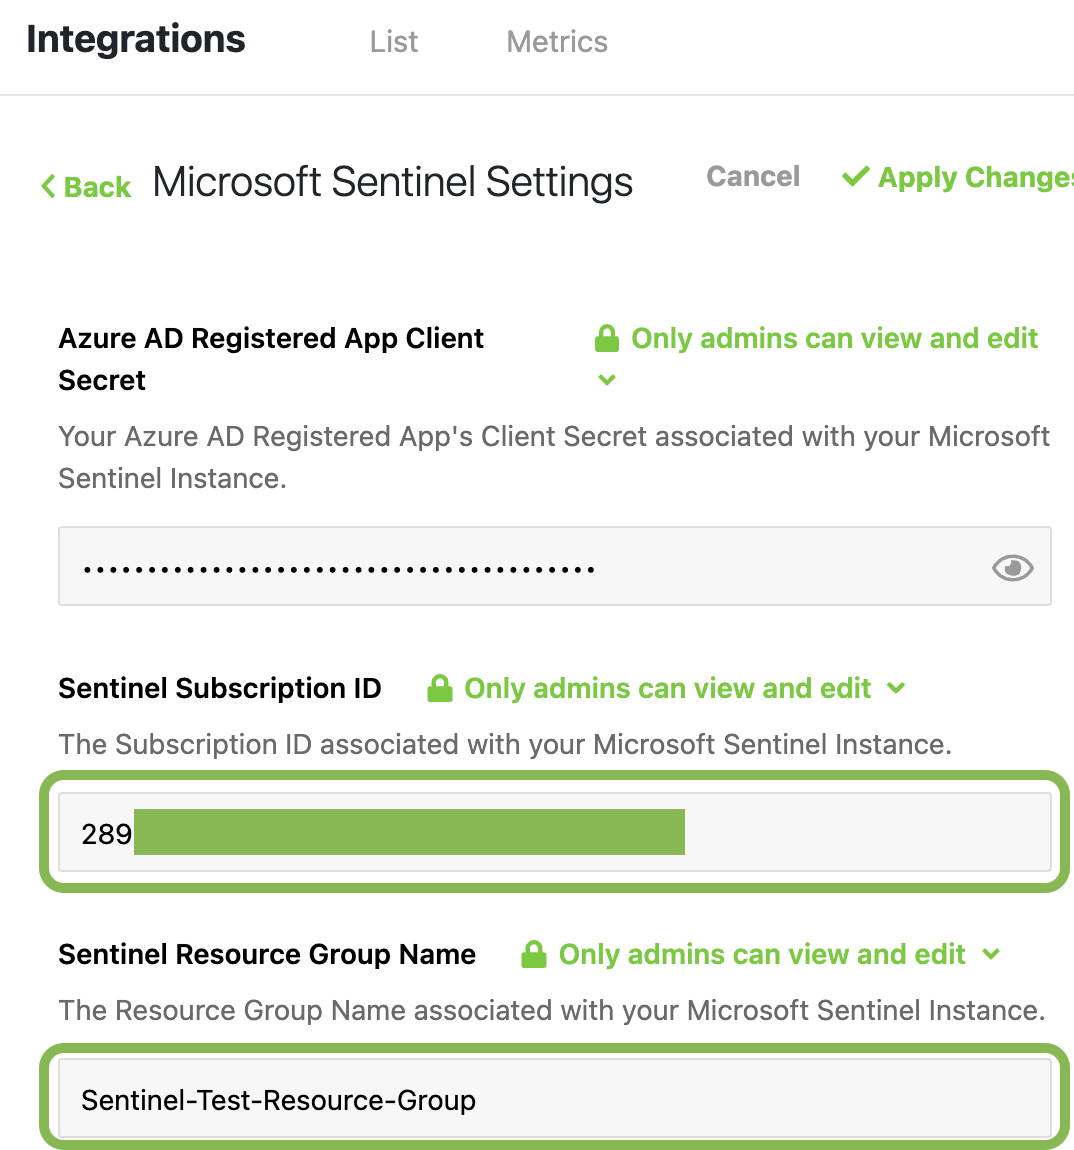 Integrations List Metrics
Back Microsoft Sentinel Settings Cancel Apply Changes
Azure AD Registered App Client Secret
Only admins can view and edit
Your Azure AD Registered App's Client Secret associated with your Microsoft
Sentinel Instance.
••••••••••••••••••••••••••••••••••••••••
Sentinel Subscription ID Only admins can view and edit
The Subscription ID associated with your Microsoft Sentinel Instance.
289
Sentinel Resource Group Name Only admins can view and edit
The Resource Group Name associated with your Microsoft Sentinel Instance.
Sentinel-Test-Resource-Group